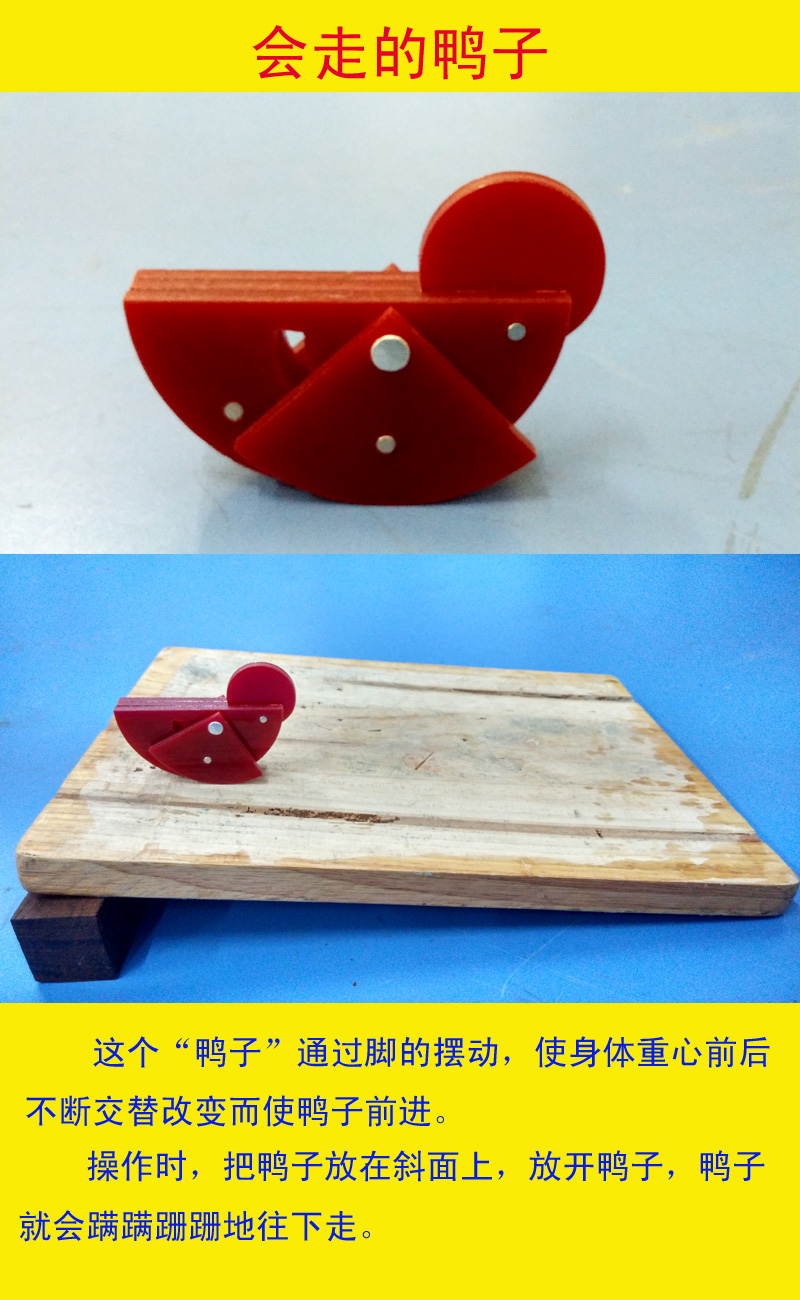 会走的鸭子
这个“鸭子”通过脚的摆动，使身体重心前后
不断交替改变而使鸭子前进。
操作时，把鸭子放在斜面上，放开鸭子，鸭子
就会蹒蹒跚跚地往下走。